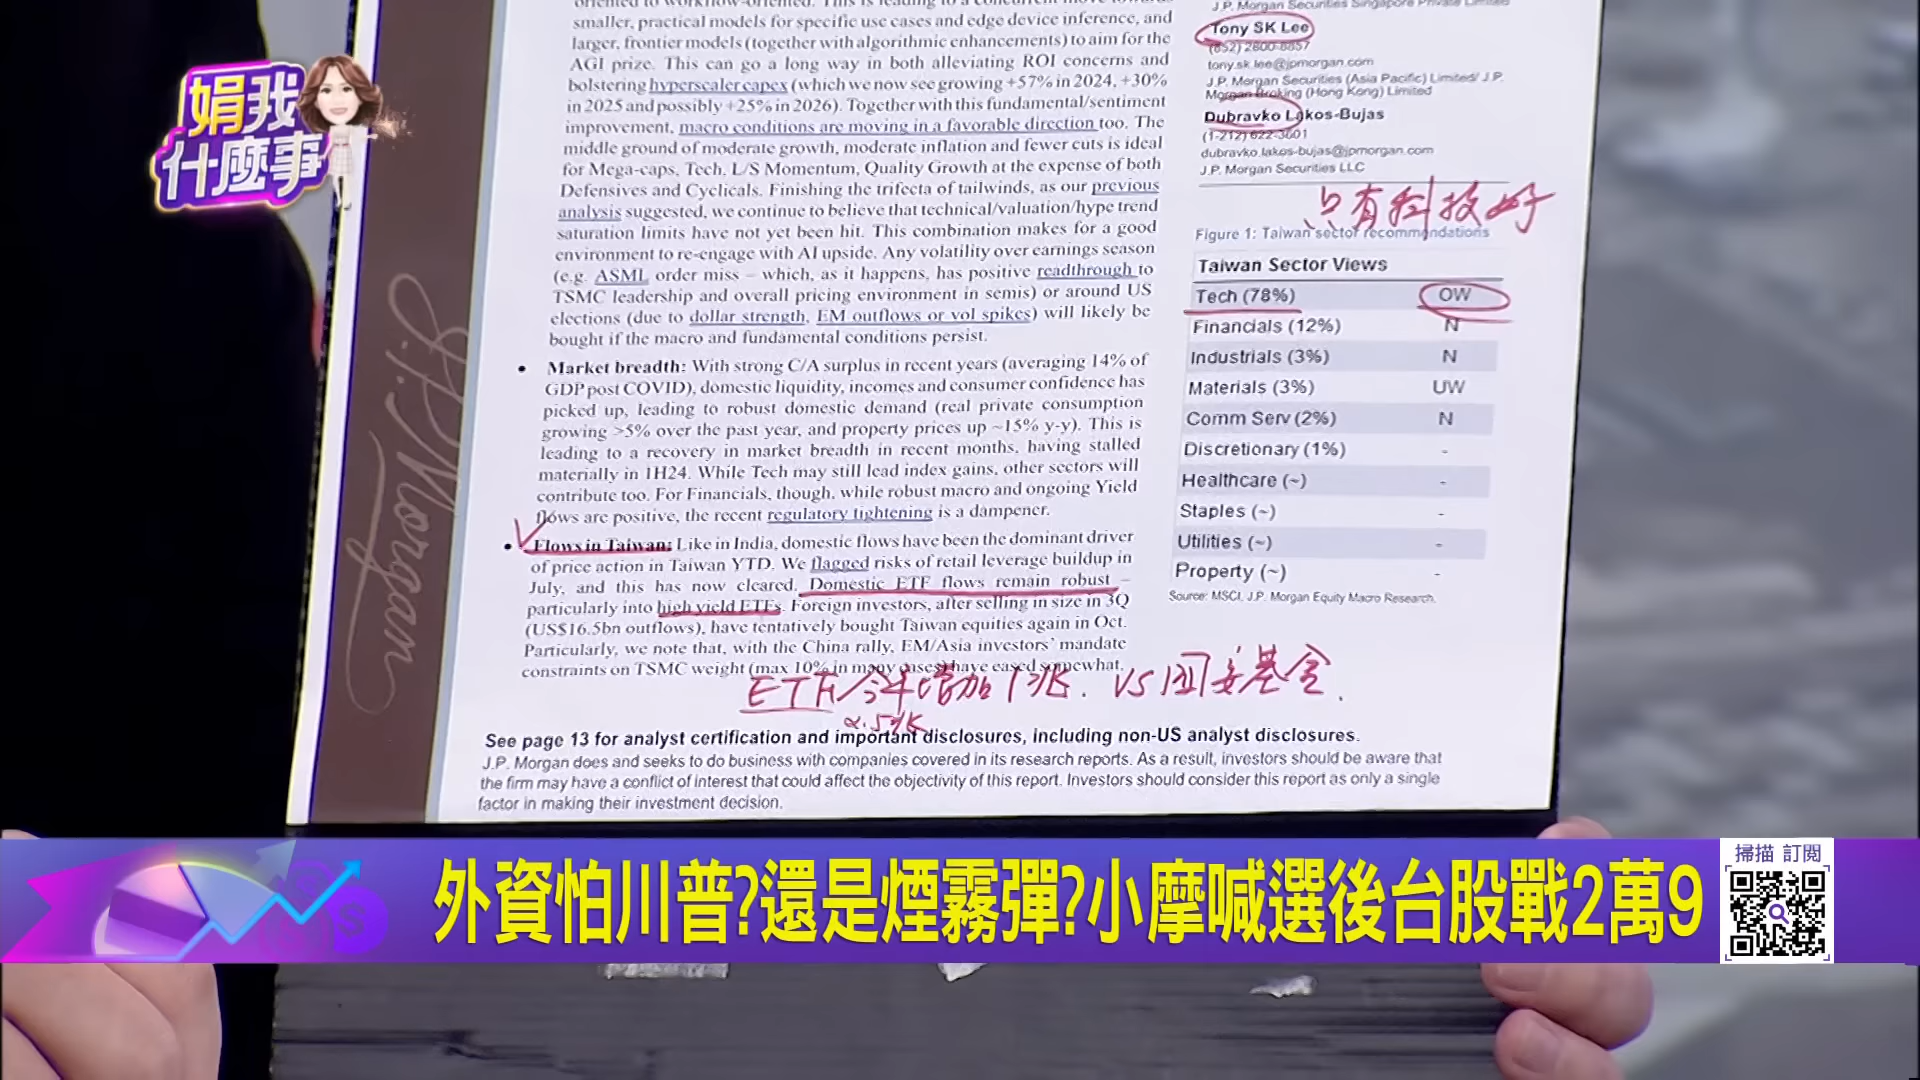 娟我
什麼事
J.P.Morgan
smaller, practical models for specific use cases and edge device inference, and
larger, frontier models (together with algorithmic enhancements) to aim for the
AGI prize. This can go a long way in both alleviating ROI concerns and
bolstering hyperscaler capex (which we now see growing +57% in 2024, +30%
in 2025 and possibly +25% in 2026). Together with this fundamental/sentiment
improvement, macro conditions are moving in a favorable direction too. The
middle ground of moderate growth, moderate inflation and fewer cuts is ideal
for Mega-caps, Tech, L/S Momentum, Quality Growth at the expense of both
Defensives and Cyclicals. Finishing the trifecta of tailwinds, as our previous
analysis suggested, we continue to believe that technical/valuation/hype trend
saturation limits have not yet been hit. This combination makes for a good
environment to re-engage with AI upside. Any volatility over earnings season
(e.g. ASML order miss – which, as it happens, has positive readthrough to
TSMC leadership and overall pricing environment in semis) or around US
elections (due to dollar strength, EM outflows or vol spikes) will likely be
bought if the macro and fundamental conditions persist.
• Market breadth: With strong C/A surplus in recent years (averaging 14% of
GDP post COVID), domestic liquidity, incomes and consumer confidence has
picked up, leading to robust domestic demand (real private consumption
growing >5% over the past year, and property prices up ~15% y-y). This is
leading to a recovery in market breadth in recent months, having stalled
materially in 1H24. While Tech may still lead index gains, other sectors will
contribute too. For Financials, though, while robust macro and ongoing Yield
flows are positive, the recent regulatory tightening is a dampener.
• Flows in Taiwan: Like in India, domestic flows have been the dominant driver
of price action in Taiwan YTD. We flagged risks of retail leverage buildup in
July, and this has now cleared. Domestic ETF flows remain robust –
particularly into high yield ETFs. Foreign investors, after selling in size in 3Q
(US$16.5bn outflows), have tentatively bought Taiwan equities again in Oct.
Particularly, we note that, with the China rally, EM/Asia investors' mandate
constraints on TSMC weight (max 10% in many cases) have eased somewhat.
ETF今年增加1兆. VS 国安基金.
J.P. Morgan Securities Singapore Private Limited
Tony SK Lee
(852) 2800-8857
tony.sk.lee@jpmorgan.com
J.P. Morgan Securities (Asia Pacific) Limited/ J.P.
Morgan Broking (Hong Kong) Limited
Dubravko Lakos-Bujas
(1-212) 622-3601
dubravko.lakos-bujas@jpmorgan.com
J.P. Morgan Securities LLC
只有科技好
Figure 1: Taiwan sector recommendations
Taiwan Sector Views
Tech (78%) OW
Financials (12%) N
Industrials (3%) N
Materials (3%) UW
Comm Serv (2%) N
Discretionary (1%) -
Healthcare (~) -
Staples (~) -
Utilities (~) -
Property (~) -
Source: MSCI, J.P. Morgan Equity Macro Research.
See page 13 for analyst certification and important disclosures, including non-US analyst disclosures.
J.P. Morgan does and seeks to do business with companies covered in its research reports. As a result, investors should be aware that
the firm may have a conflict of interest that could affect the objectivity of this report. Investors should consider this report as only a single
factor in making their investment decision.
外資怕川普?還是煙霧彈?小摩喊選後台股戰2萬9
掃描 訂閱